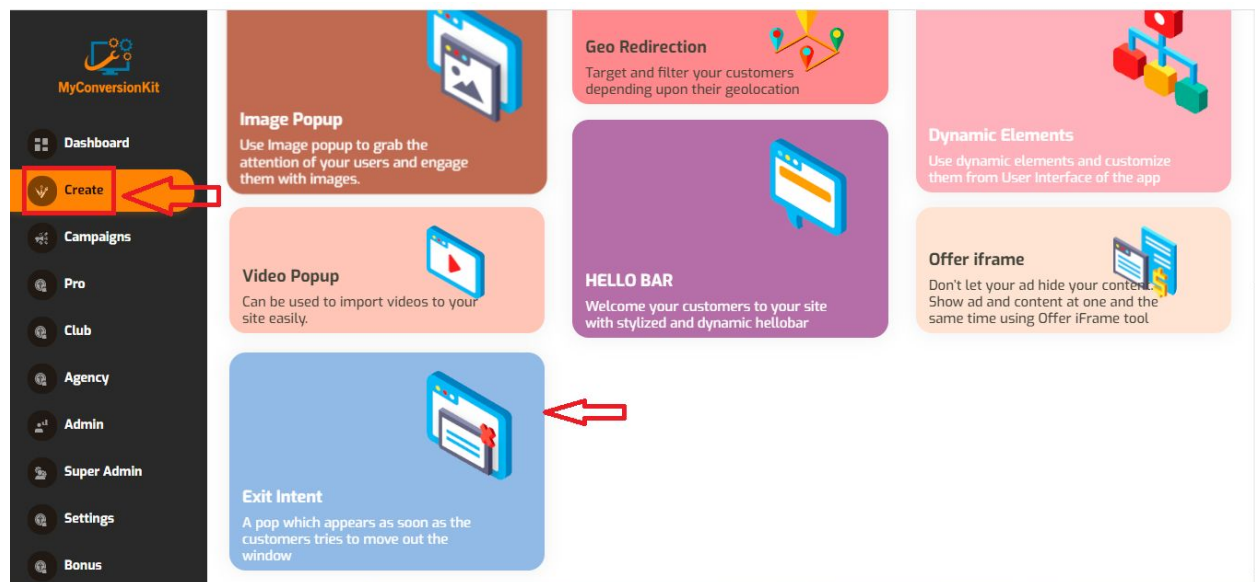 MyConversionKit
Dashboard
Create
Campaigns
Pro
Club
Agency
Admin
Super Admin
Settings
Bonus
Image Popup
Use Image popup to grab the
attention of your users and engage
them with images.
Video Popup
Can be used to import videos to your
site easily.
Exit Intent
A pop which appears as soon as the
customers tries to move out the
window
Geo Redirection
Target and filter your customers
depending upon their geolocation
HELLO BAR
Welcome your customers to your site
with stylized and dynamic hellobar
Dynamic Elements
Use dynamic elements and customize
them from User Interface of the app
Offer iframe
Don't let your ad hide your content.
Show ad and content at one and the
same time using Offer iFrame tool